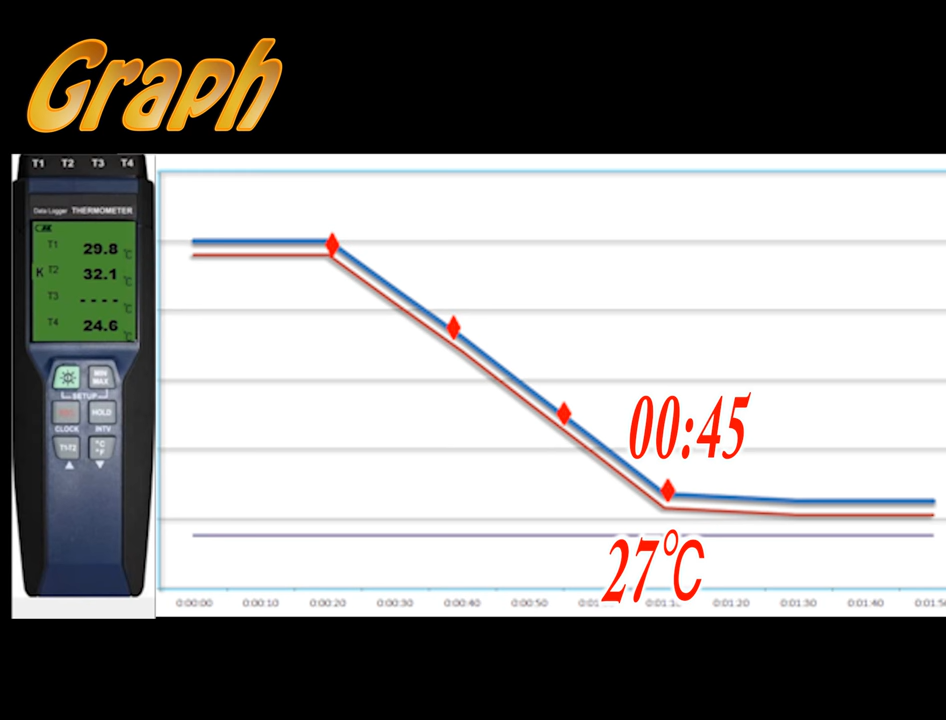 Graph
T1 T2 T3 T4
Data Logger THERMOMETER
T1 29.8 °C
K T2 32.1 °C
T3 - - - - °C
T4 24.6 °C
MIN MAX
SETUP
HOLD
CLOCK INTV
T1-T2 °C °F
00:45
27°C
0:00:00 0:00:10 0:00:20 0:00:30 0:00:40 0:00:50 0:01:20 0:01:30 0:01:40